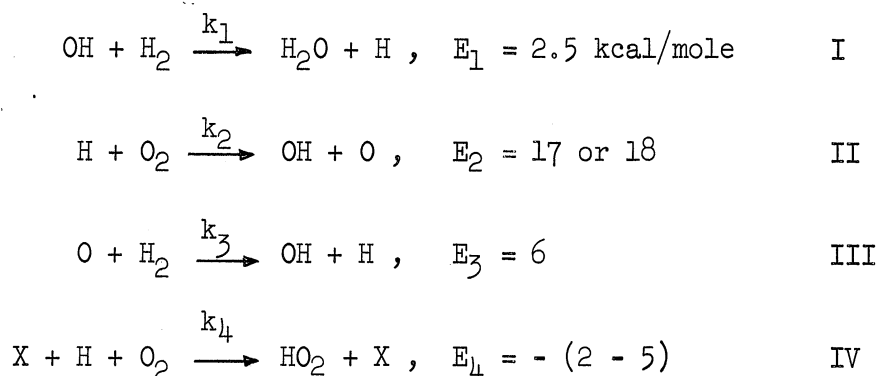 OH + H₂ —k₁→ H₂O + H , E₁ = 2.5 kcal/mole I
H + O₂ —k₂→ OH + O , E₂ = 17 or 18 II
O + H₂ —k₃→ OH + H , E₃ = 6 III
X + H + O₂ —k₄→ HO₂ + X , E₄ = - (2 - 5) IV